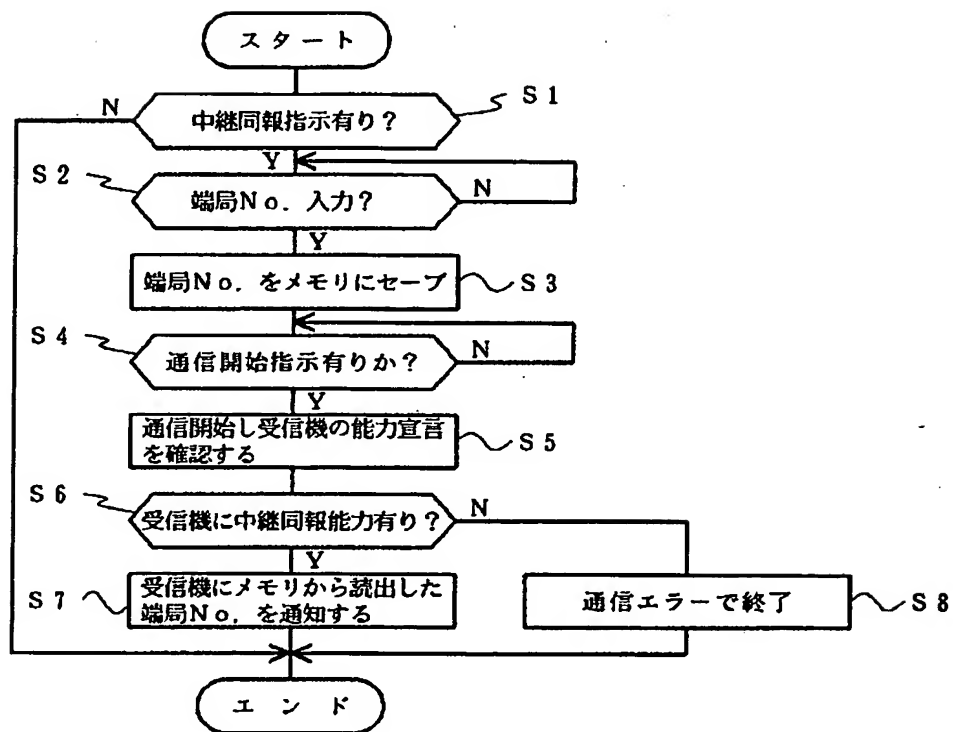 スタート
N
中継同報指示有り？
S1
Y
S2
端局No．入力？
N
Y
端局No．をメモリにセーブ
S3
S4
通信開始指示有りか？
N
Y
通信開始し受信機の能力宣言
を確認する
S5
S6
受信機に中継同報能力有り？
N
Y
S7
受信機にメモリから読出した
端局No．を通知する
通信エラーで終了
S8
エンド